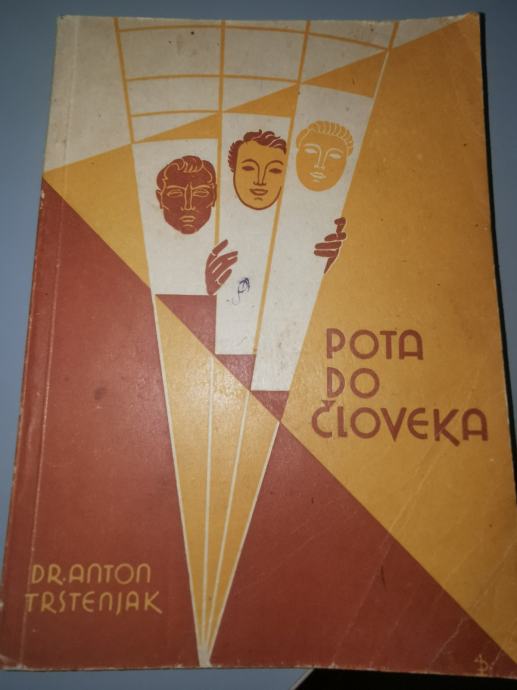 POTA
DO
ČLOVEKA
DR. ANTON
TRSTENJAK